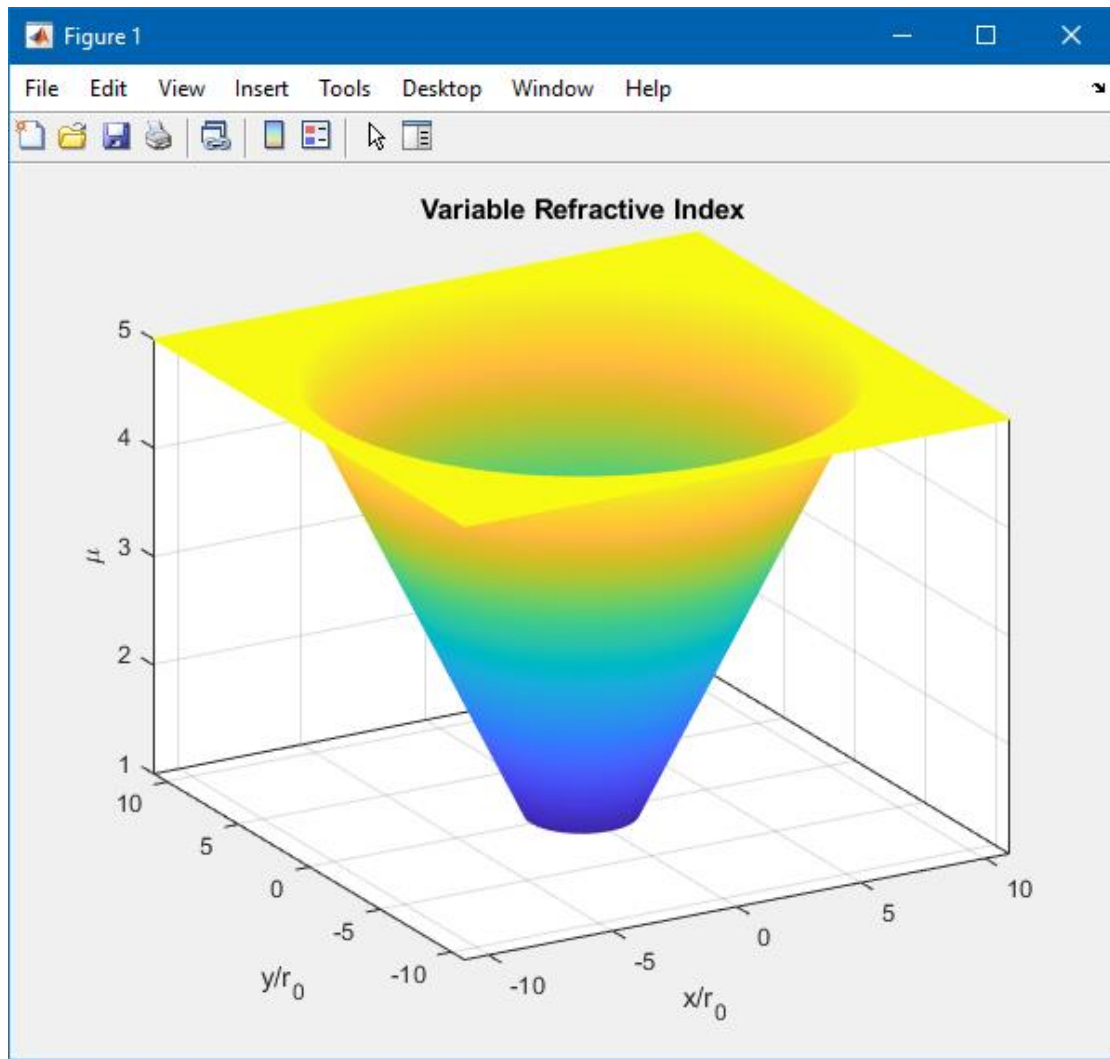 Figure 1
File Edit View Insert Tools Desktop Window Help
Variable Refractive Index
5
4
3
2
1
μ
10
5
0
-5
-10
y/r0
-10
-5
0
5
10
x/r0